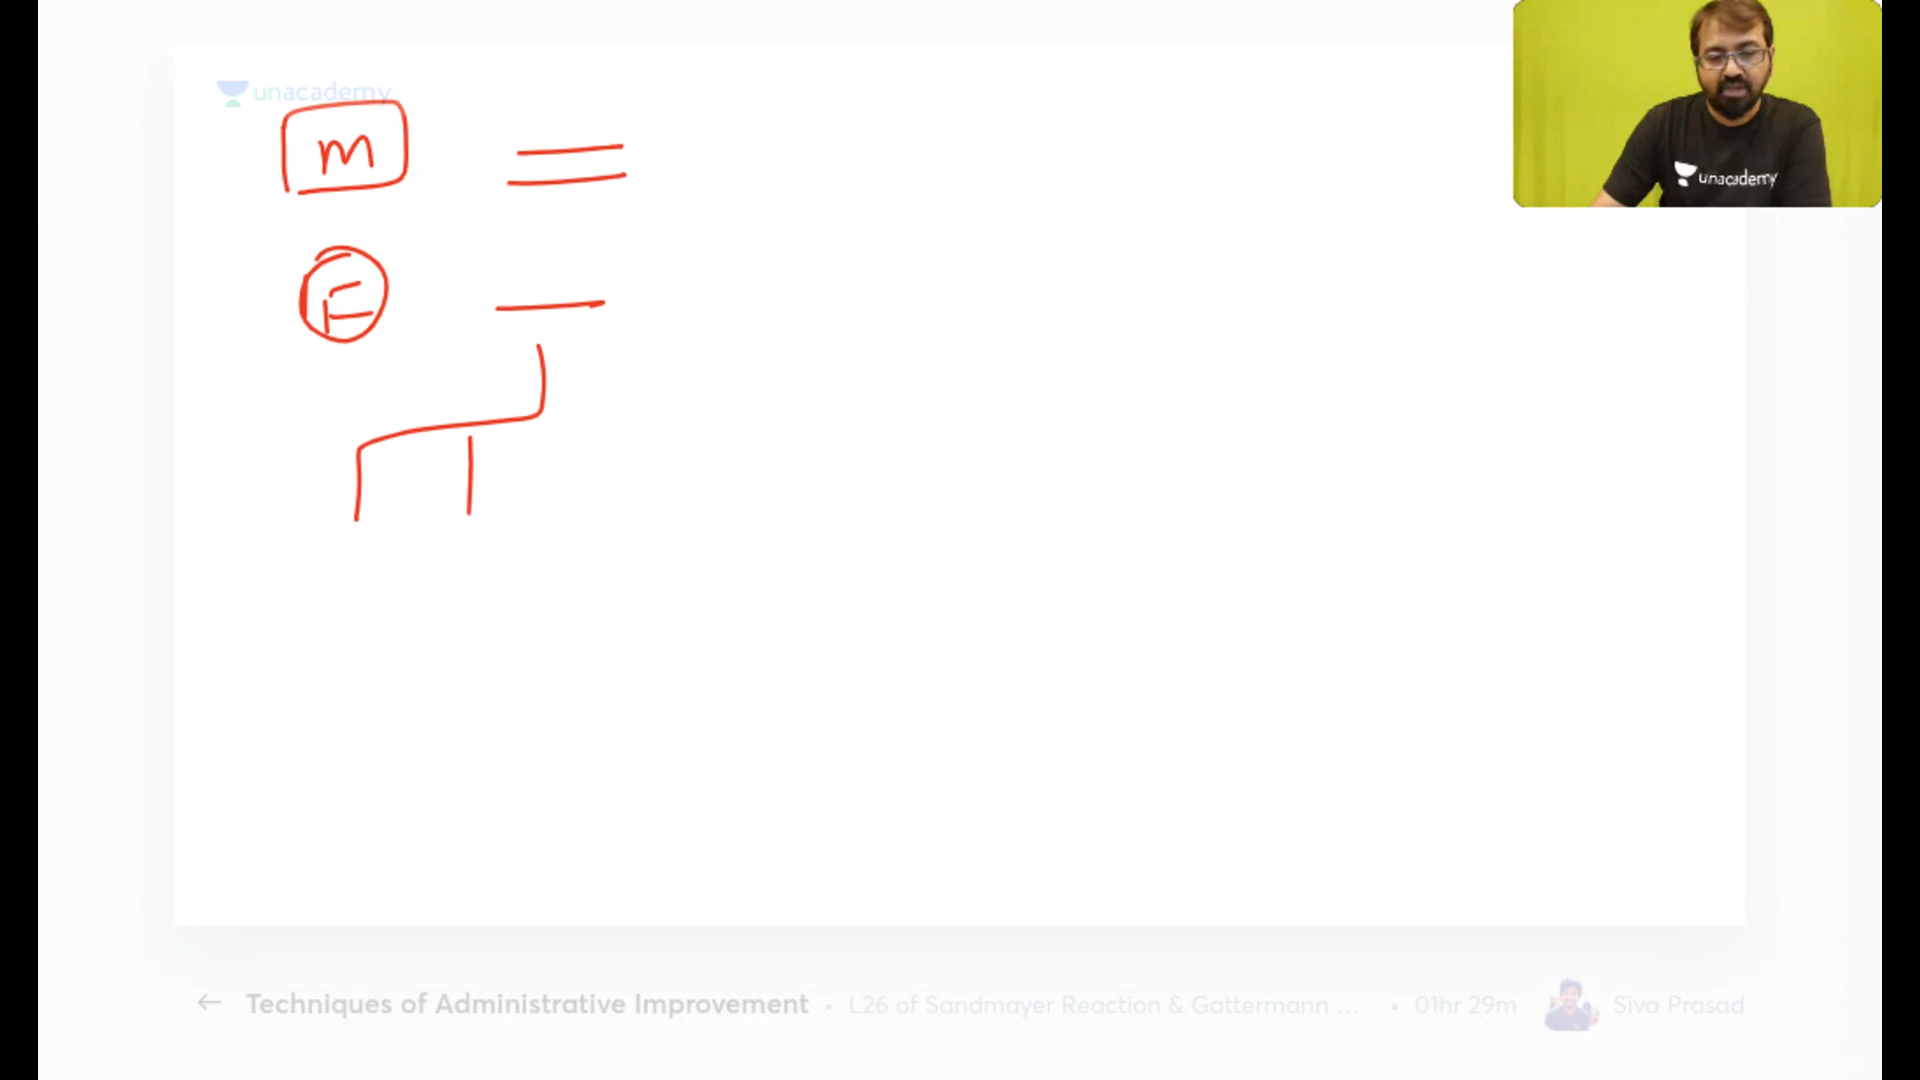 unacademy
m
E
unacademy
Techniques of Administrative Improvement • L26 of Sandmayer Reaction & Gattermann ... • 01hr 29m Siva Prasad